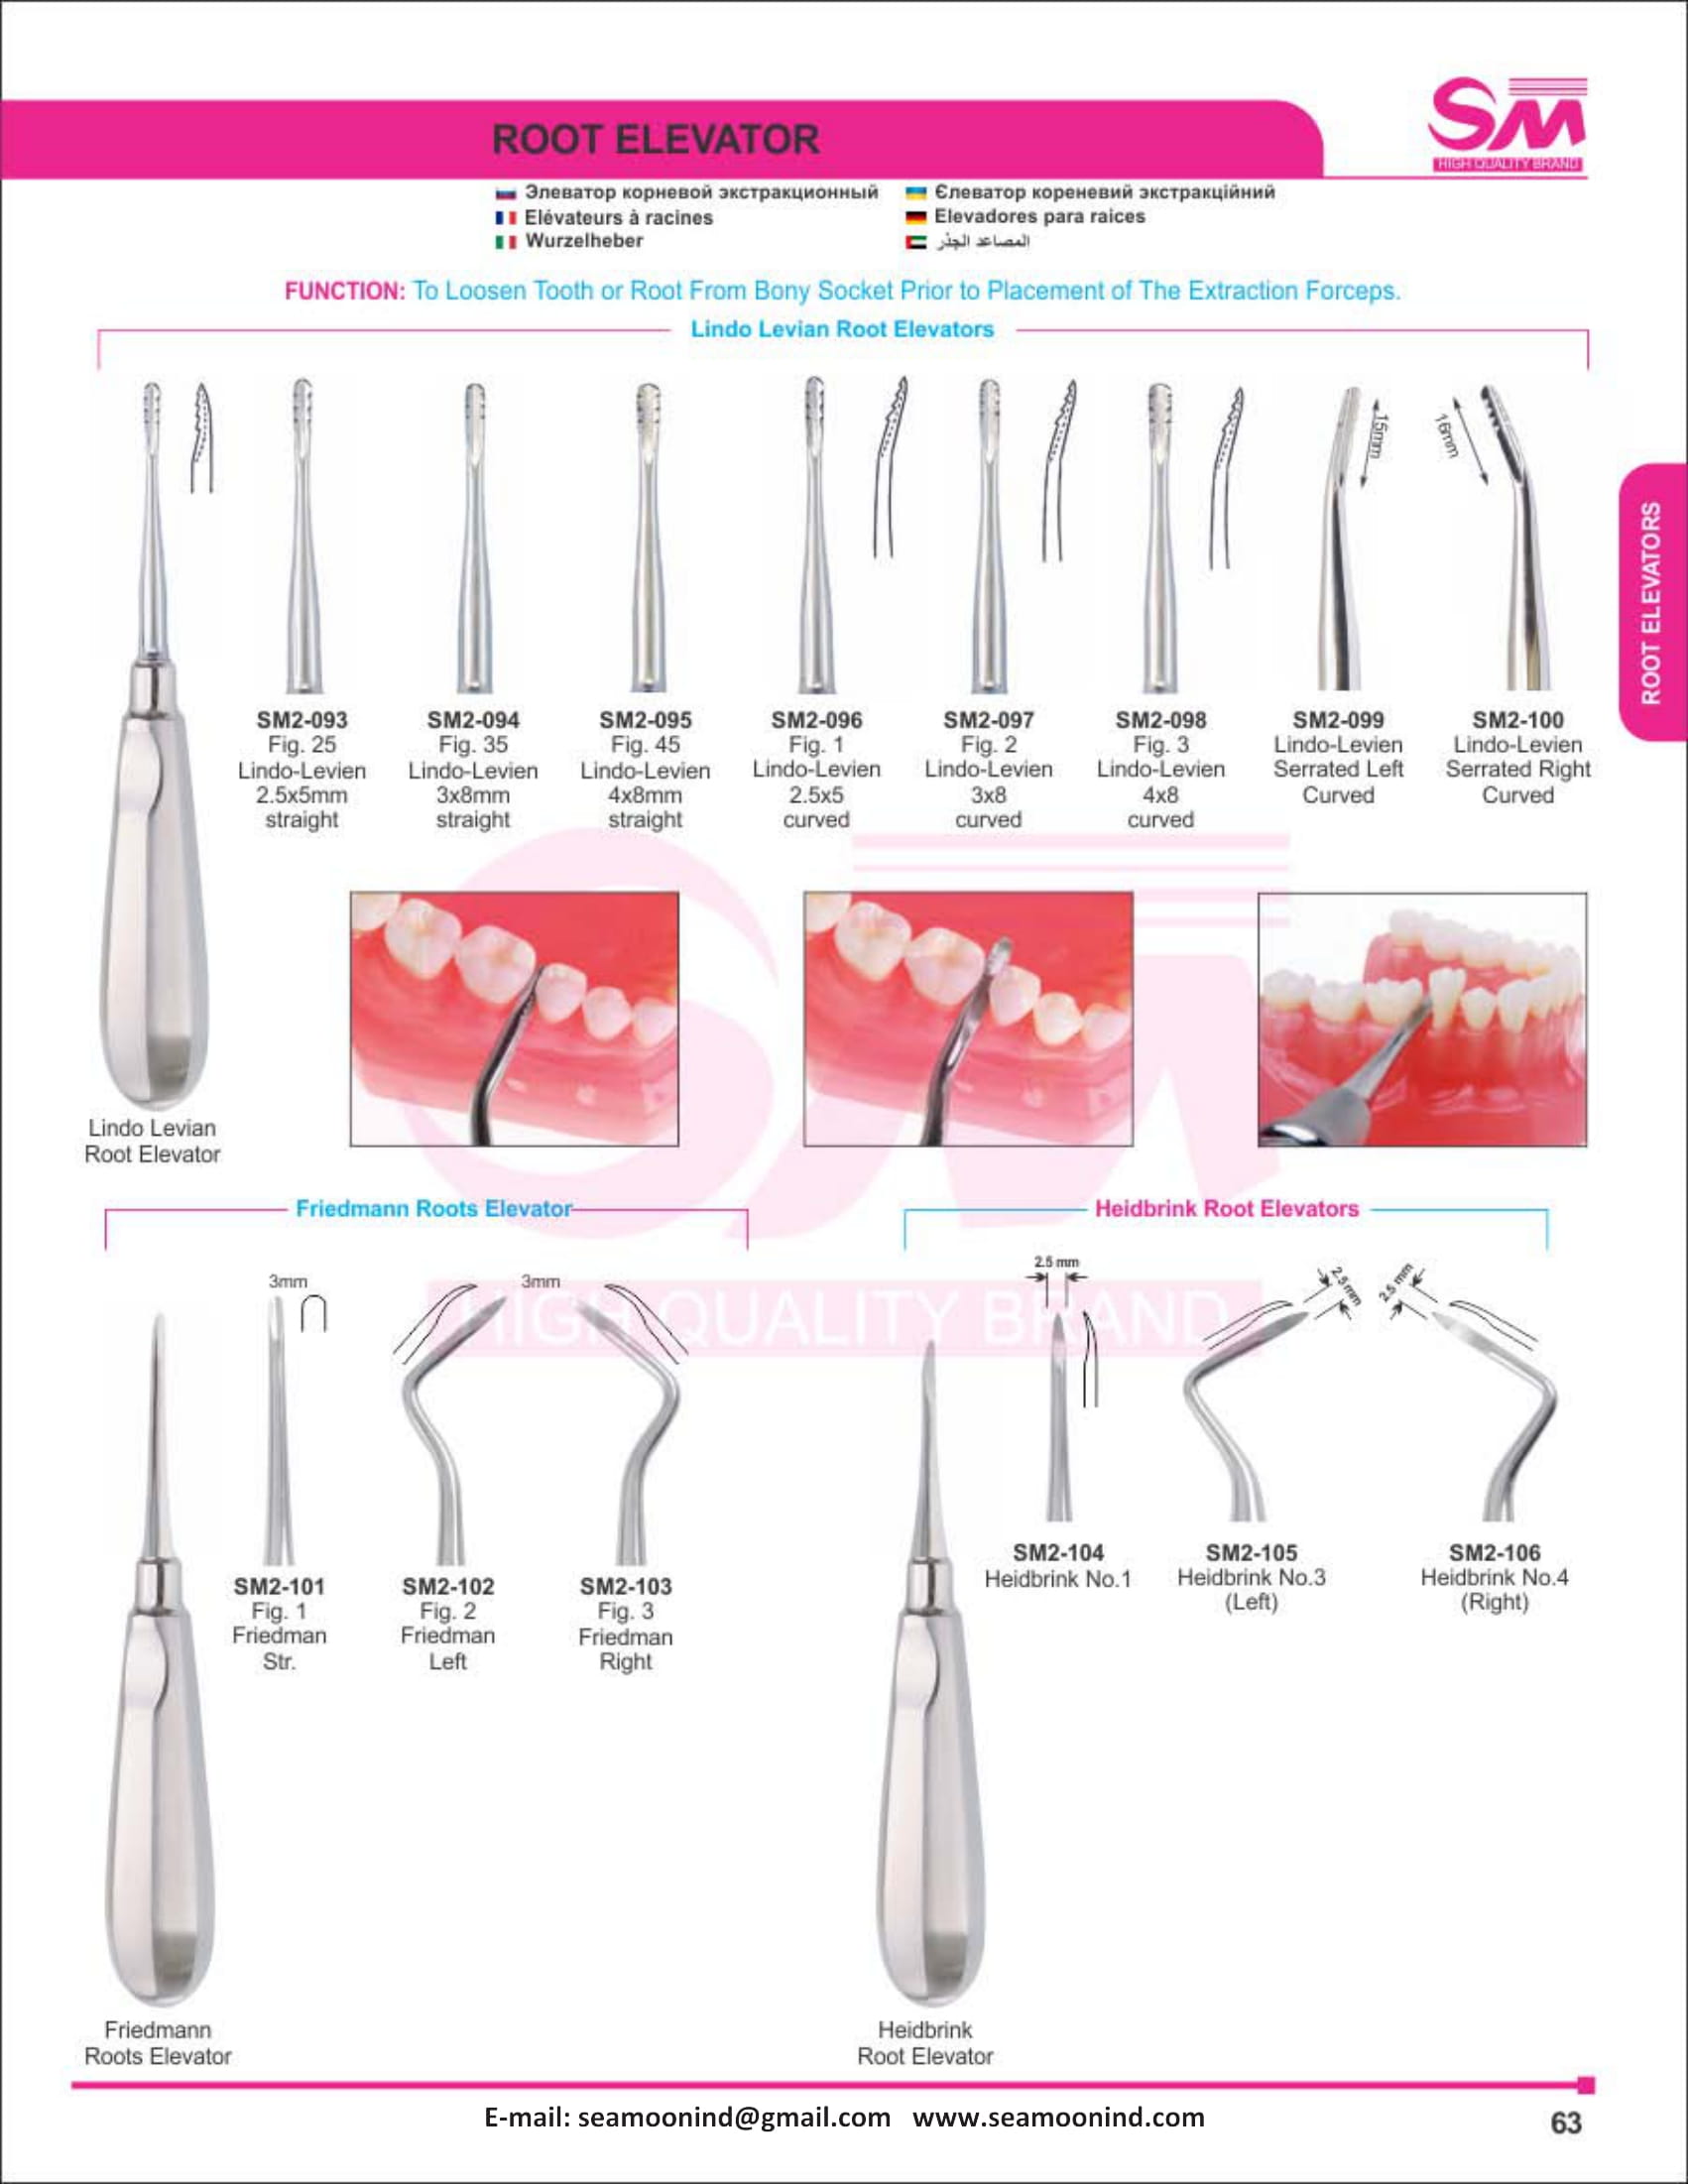 SM
HIGH QUALITY BRAND
ROOT ELEVATOR
Элеватор корневой экстракционный
Єлеватор кореневий экстракційний
Elévateurs à racines
Elevadores para raices
Wurzelheber
المصاعد الجذر
FUNCTION: To Loosen Tooth or Root From Bony Socket Prior to Placement of The Extraction Forceps.
Lindo Levian Root Elevators
15mm
16mm
ROOT ELEVATORS
SM2-093
Fig. 25
Lindo-Levien
2.5x5mm
straight
SM2-094
Fig. 35
Lindo-Levien
3x8mm
straight
SM2-095
Fig. 45
Lindo-Levien
4x8mm
straight
SM2-096
Fig. 1
Lindo-Levien
2.5x5
curved
SM2-097
Fig. 2
Lindo-Levien
3x8
curved
SM2-098
Fig. 3
Lindo-Levien
4x8
curved
SM2-099
Lindo-Levien
Serrated Left
Curved
SM2-100
Lindo-Levien
Serrated Right
Curved
Lindo Levian
Root Elevator
SM
HIGH QUALITY BRAND
Friedmann Roots Elevator
3mm
3mm
SM2-101
Fig. 1
Friedman
Str.
SM2-102
Fig. 2
Friedman
Left
SM2-103
Fig. 3
Friedman
Right
Friedmann
Roots Elevator
Heidbrink Root Elevators
2.5 mm
2.5 mm
2.5 mm
SM2-104
Heidbrink No.1
SM2-105
Heidbrink No.3
(Left)
SM2-106
Heidbrink No.4
(Right)
Heidbrink
Root Elevator
E-mail: seamoonind@gmail.com www.seamoonind.com
63